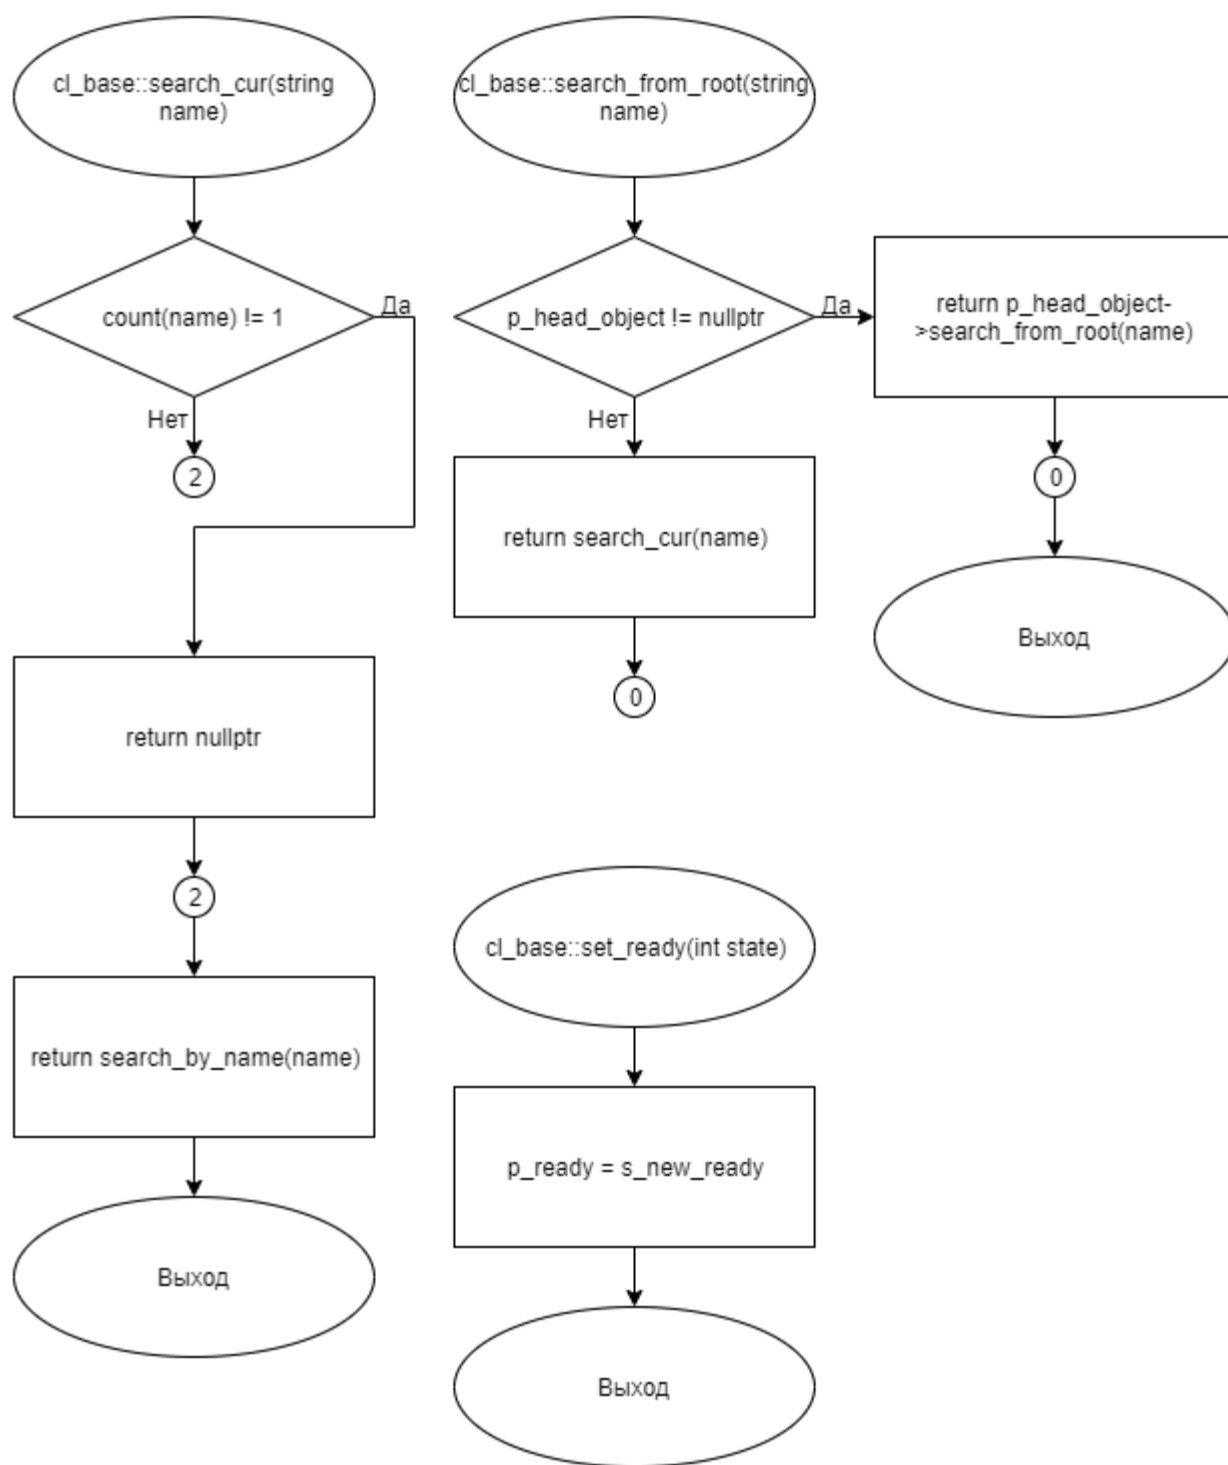 cl_base::search_cur(string
name)
count(name) != 1
Да
Нет
2
return nullptr
2
return search_by_name(name)
Выход
cl_base::search_from_root(string
name)
p_head_object != nullptr
Да
return p_head_object-
>search_from_root(name)
0
Выход
Нет
return search_cur(name)
0
cl_base::set_ready(int state)
p_ready = s_new_ready
Выход